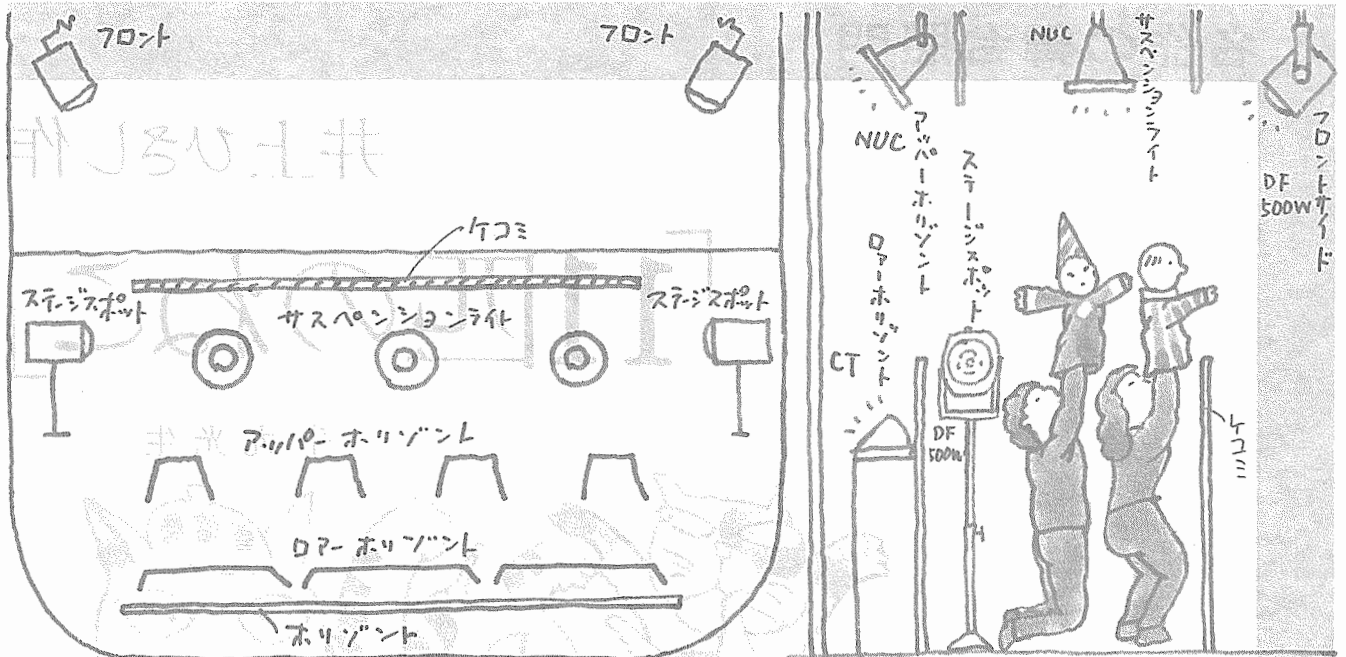 フロント
フロント
ケコミ
ステージスポット
サスペンションライト
ステージスポット
アッパーホリゾント
ロアーホリゾント
ホリゾント
NUC
アッパーホリゾント
NUC
サスペンションライト
フロントサイド
DF
500W
ステージスポット
ロアーホリゾント
CT
DF
500W
ケコミ